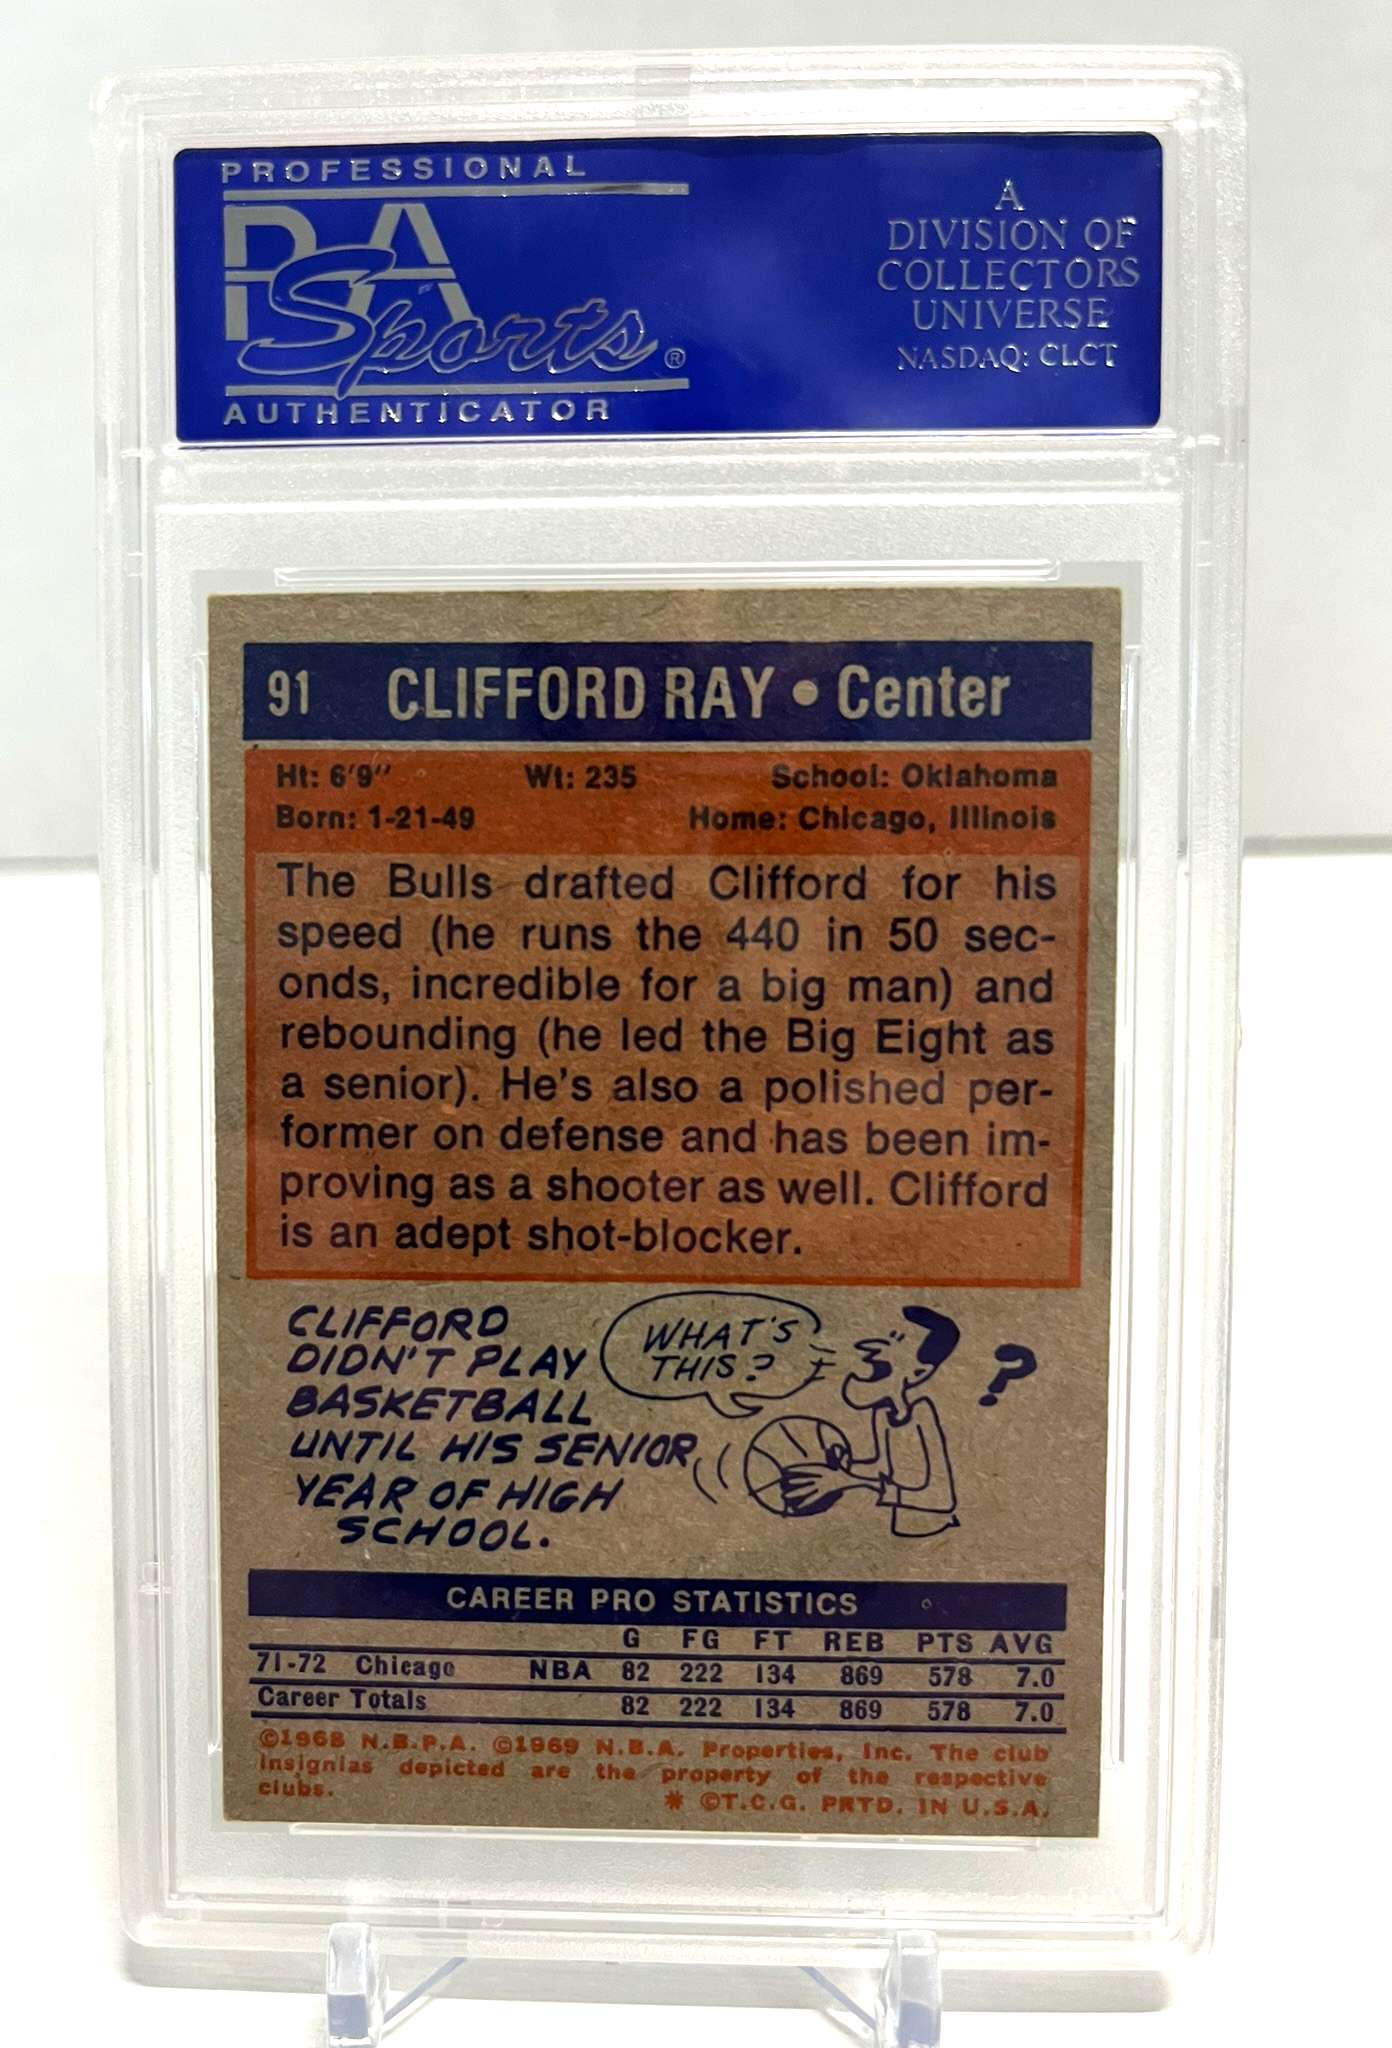 PROFESSIONAL
PSA
Sports®
AUTHENTICATOR
A
DIVISION OF
COLLECTORS
UNIVERSE
NASDAQ: CLCT
91 CLIFFORD RAY • Center
Ht: 6'9" Wt: 235 School: Oklahoma
Born: 1-21-49 Home: Chicago, Illinois
The Bulls drafted Clifford for his
speed (he runs the 440 in 50 sec-
onds, incredible for a big man) and
rebounding (he led the Big Eight as
a senior). He's also a polished per-
former on defense and has been im-
proving as a shooter as well. Clifford
is an adept shot-blocker.
CLIFFORD
DIDN'T PLAY
BASKETBALL
UNTIL HIS SENIOR
YEAR OF HIGH
SCHOOL.
WHAT'S
THIS?
?
CAREER PRO STATISTICS
G FG FT REB PTS AVG
71-72 Chicago NBA 82 222 134 869 578 7.0
Career Totals 82 222 134 869 578 7.0
©1968 N.B.P.A. ©1969 N.B.A. Properties, Inc. The club
insignias depicted are the property of the respective
clubs.
* ©T.C.G. PRTD. IN U.S.A.